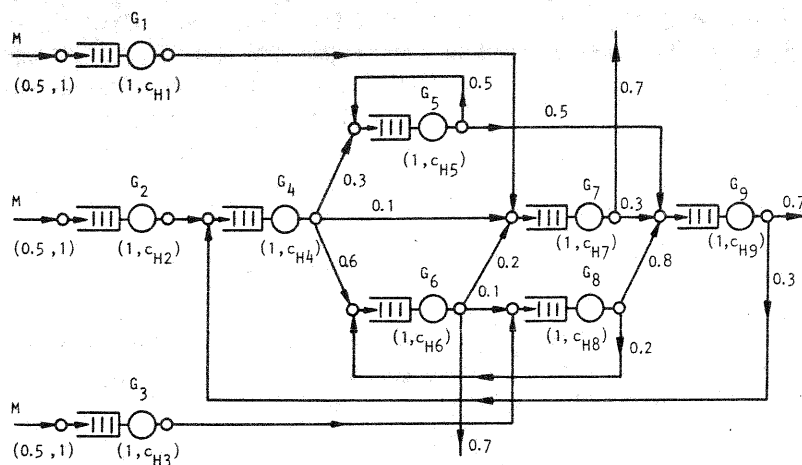 M
G1
(0.5,1)
(1,cH1)
0.7
G5
0.5
0.5
(1,cH5)
0.3
M
G2
G4
G7
G9
0.1
0.3
0.7
(0.5,1)
(1,cH2)
(1,cH4)
(1,cH7)
(1,cH9)
0.6
G6
0.2
0.1
G8
0.8
0.3
(1,cH6)
(1,cH8)
0.2
M
G3
(0.5,1)
(1,cH3)
0.7